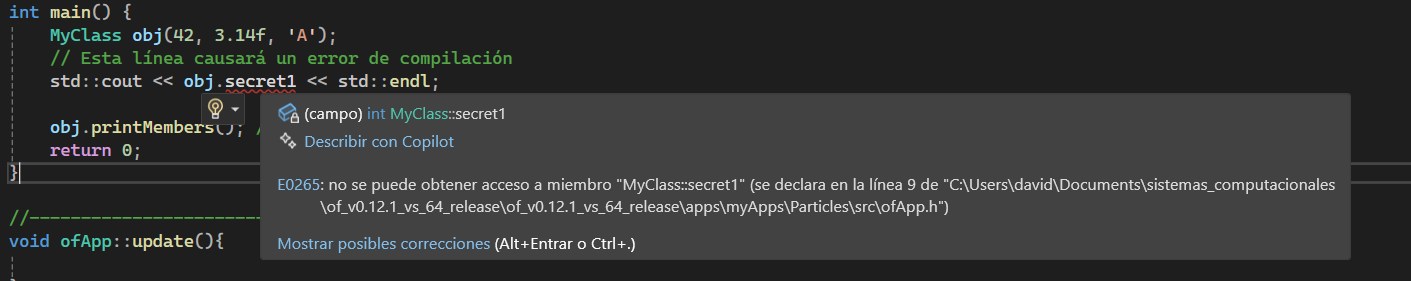 int main() {
MyClass obj(42, 3.14f, 'A');
// Esta línea causará un error de compilación
std::cout << obj.secret1 << std::endl;
(campo) int MyClass::secret1
obj.printMembers(); /
Describir con Copilot
return 0;
}
E0265: no se puede obtener acceso a miembro "MyClass::secret1" (se declara en la línea 9 de "C:\Users\david\Documents\sistemas_computacionales
\of_v0.12.1_vs_64_release\of_v0.12.1_vs_64_release\apps\myApps\Particles\src\ofApp.h")
//------------------------
void ofApp::update(){
Mostrar posibles correcciones (Alt+Entrar o Ctrl+.)